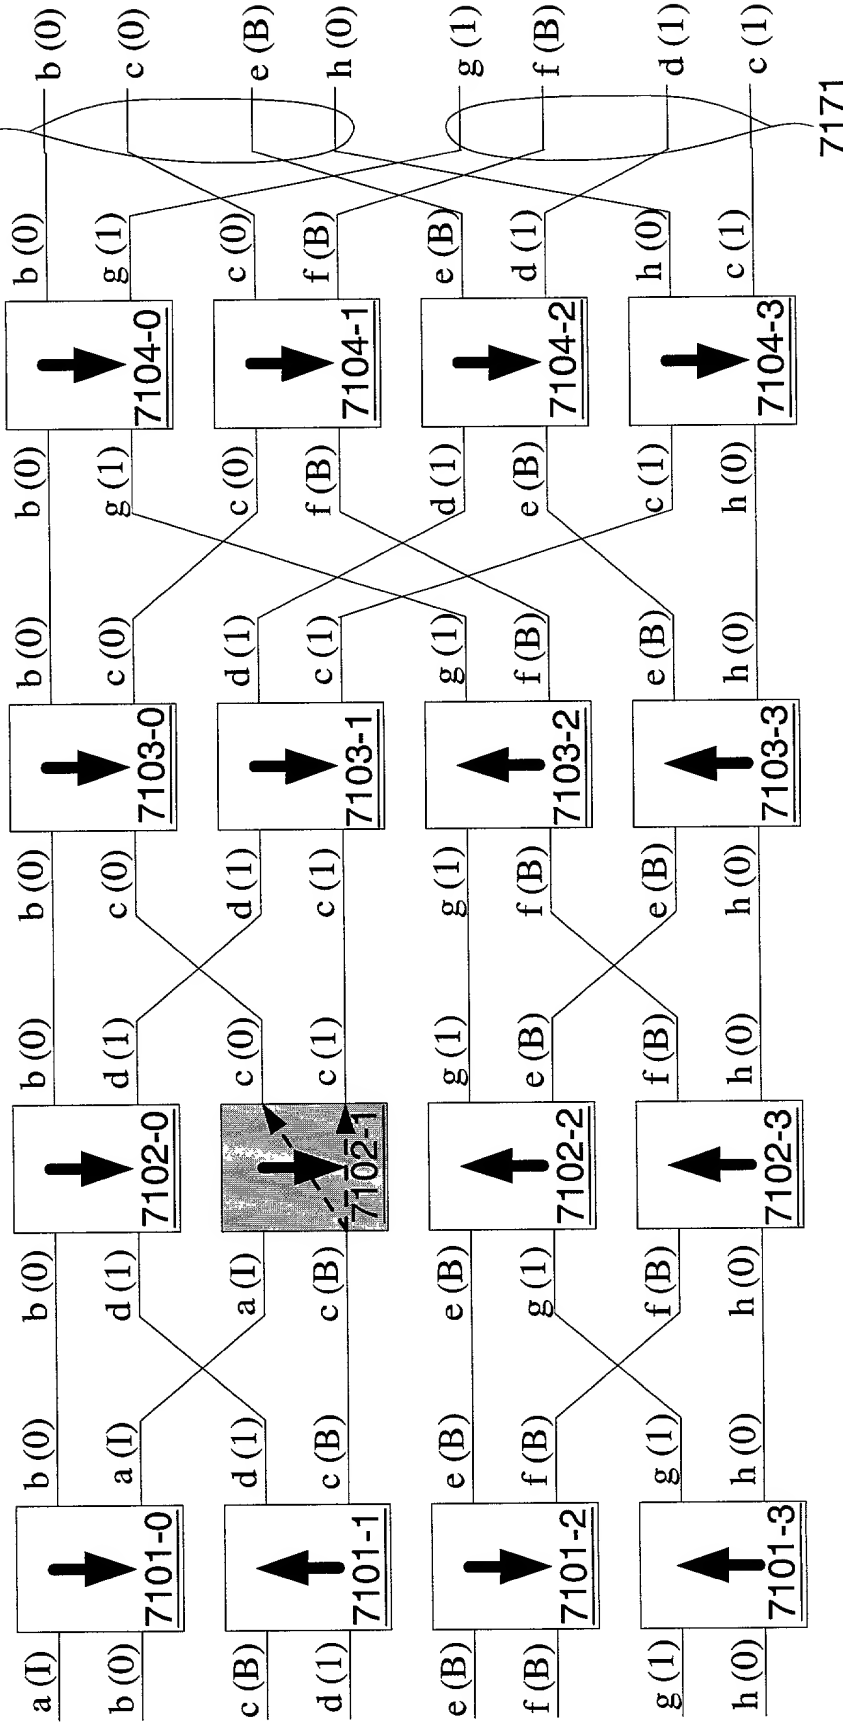 a (I)
b (0)
c (B)
d (1)
e (B)
f (B)
g (1)
h (0)
7101-0
7101-1
7101-2
7101-3
b (0)
a (I)
d (1)
c (B)
e (B)
f (B)
g (1)
h (0)
b (0)
d (1)
a (I)
c (B)
e (B)
g (1)
f (B)
h (0)
7102-0
7102-1
7102-2
7102-3
b (0)
d (1)
c (0)
c (1)
g (1)
e (B)
f (B)
h (0)
b (0)
c (0)
d (1)
c (1)
g (1)
f (B)
e (B)
h (0)
7103-0
7103-1
7103-2
7103-3
b (0)
c (0)
d (1)
c (1)
g (1)
f (B)
e (B)
h (0)
b (0)
g (1)
c (0)
f (B)
d (1)
e (B)
c (1)
h (0)
7104-0
7104-1
7104-2
7104-3
b (0)
g (1)
c (0)
f (B)
e (B)
d (1)
h (0)
c (1)
b (0)
c (0)
e (B)
h (0)
g (1)
f (B)
d (1)
c (1)
7171